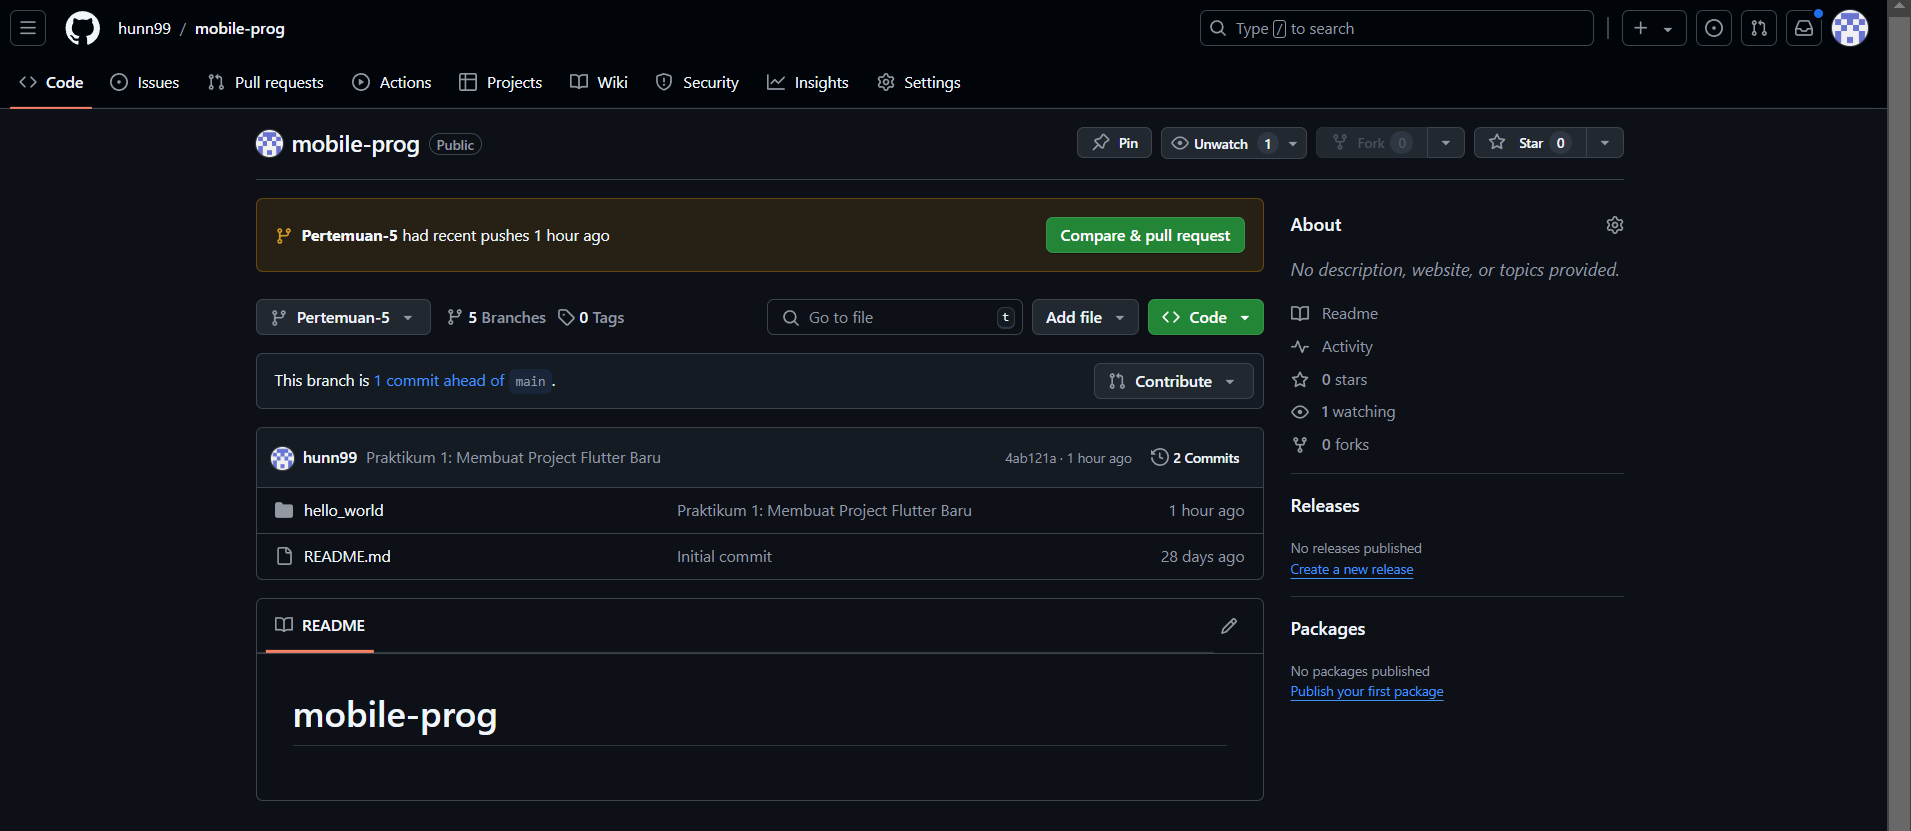 hunn99 / mobile-prog
Type / to search
Code Issues Pull requests Actions Projects Wiki Security Insights Settings
mobile-prog Public
Pin Unwatch 1 Fork 0 Star 0
Pertemuan-5 had recent pushes 1 hour ago
Compare & pull request
Pertemuan-5 5 Branches 0 Tags
Go to file t
Add file
Code
This branch is 1 commit ahead of main.
Contribute
hunn99 Praktikum 1: Membuat Project Flutter Baru 4ab121a · 1 hour ago 2 Commits
hello_world Praktikum 1: Membuat Project Flutter Baru 1 hour ago
README.md Initial commit 28 days ago
README
mobile-prog
About
No description, website, or topics provided.
Readme
Activity
0 stars
1 watching
0 forks
Releases
No releases published
Create a new release
Packages
No packages published
Publish your first package